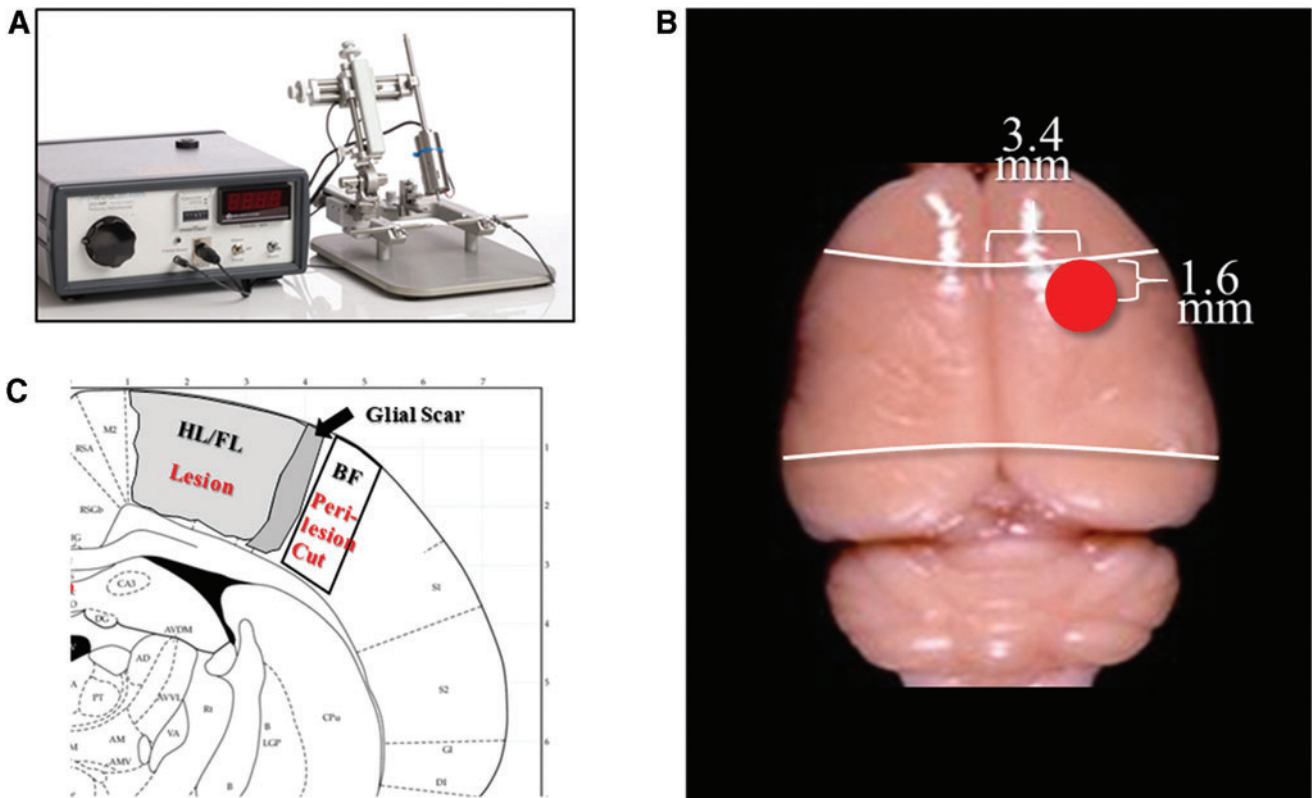 A
B
3.4
mm
1.6
mm
C
1
2
3
4
5
7
Glial Scar
M2
RSA
HL/FL
Lesion
BF
Peri-
lesion
Cut
1
RSGb
2
3
CA3
DG
S1
AVDM
4
AD
PT
AVVL
S2
5
Rt
CPu
VA
AM
B
LGP
GI
6
AMV
B
DI